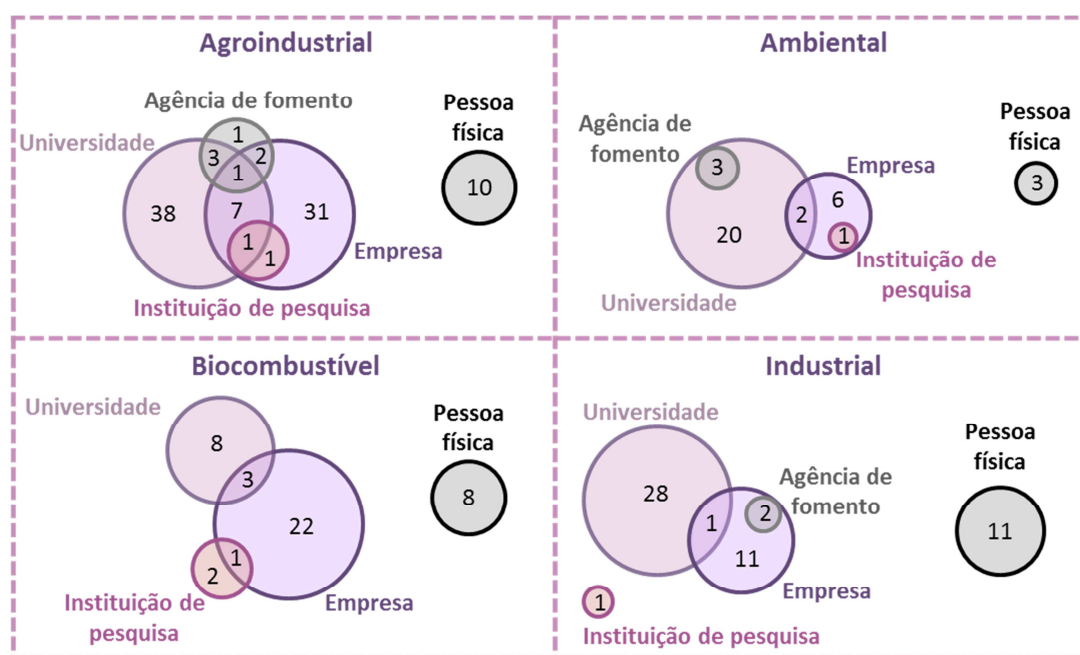 Agroindustrial
Agência de fomento
Universidade
Pessoa
física
1
3
2
1
38
7
31
10
1
1
Empresa
Instituição de pesquisa
Ambiental
Agência de
fomento
Pessoa
física
Empresa
3
3
6
2
20
1
Instituição de
pesquisa
Universidade
Biocombustível
Universidade
Pessoa
física
8
3
8
22
1
2
Instituição de
pesquisa
Empresa
Industrial
Universidade
Pessoa
física
Agência de
fomento
28
2
1
11
11
Empresa
1
Instituição de pesquisa